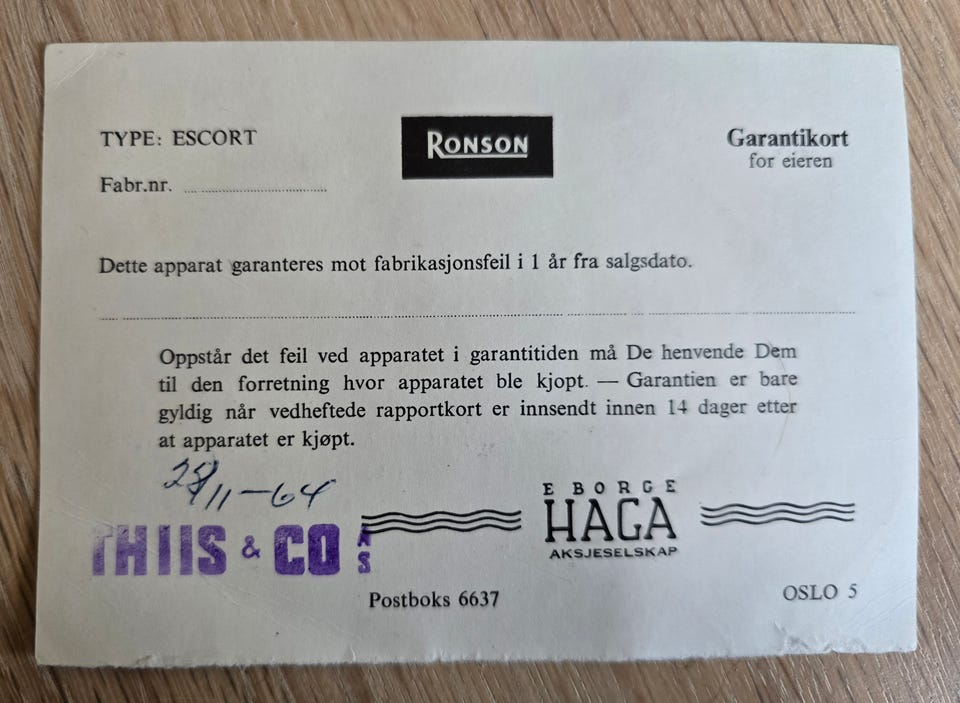 TYPE: ESCORT
RONSON
Garantikort
for eieren
Fabr.nr.
Dette apparat garanteres mot fabrikasjonsfeil i 1 år fra salgsdato.
Oppstår det feil ved apparatet i garantitiden må De henvende Dem
til den forretning hvor apparatet ble kjopt. — Garantien er bare
gyldig når vedheftede rapportkort er innsendt innen 14 dager etter
at apparatet er kjøpt.
/11-64
THIIS & CO A/S
E BORGE
HAGA
AKSJESELSKAP
Postboks 6637
OSLO 5